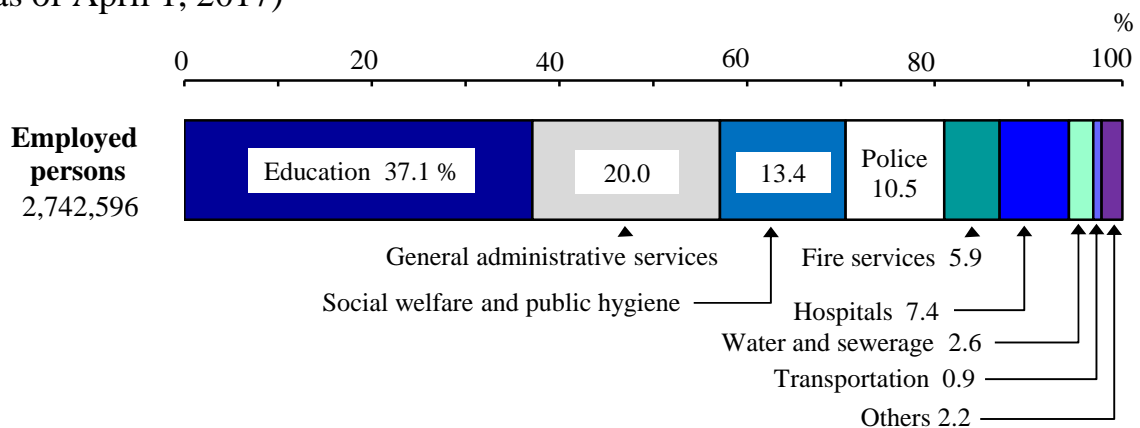 as of April 1, 2017)
%
0 20 40 60 80 100
Employed
persons
2,742,596
Education 37.1 %
20.0
13.4
Police
10.5
General administrative services
Fire services 5.9
Social welfare and public hygiene
Hospitals 7.4
Water and sewerage 2.6
Transportation 0.9
Others 2.2